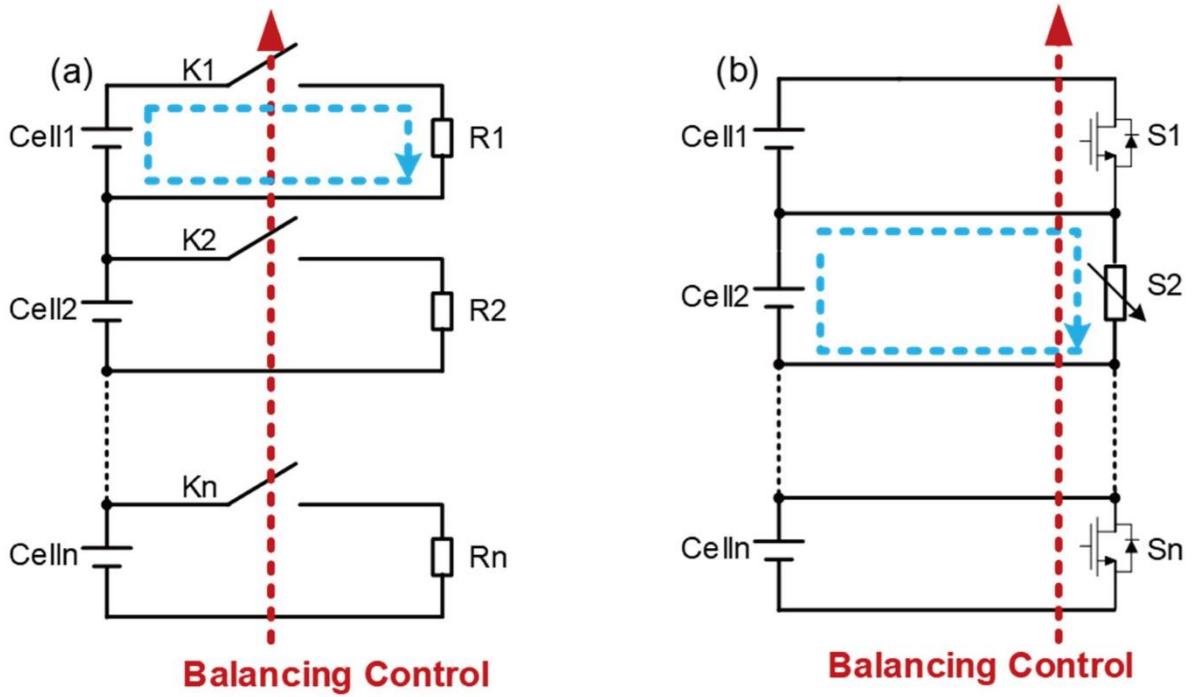 (a)
K1
Cell1
R1
K2
Cell2
R2
Kn
Celln
Rn
Balancing Control
(b)
Cell1
S1
Cell2
S2
Celln
Sn
Balancing Control